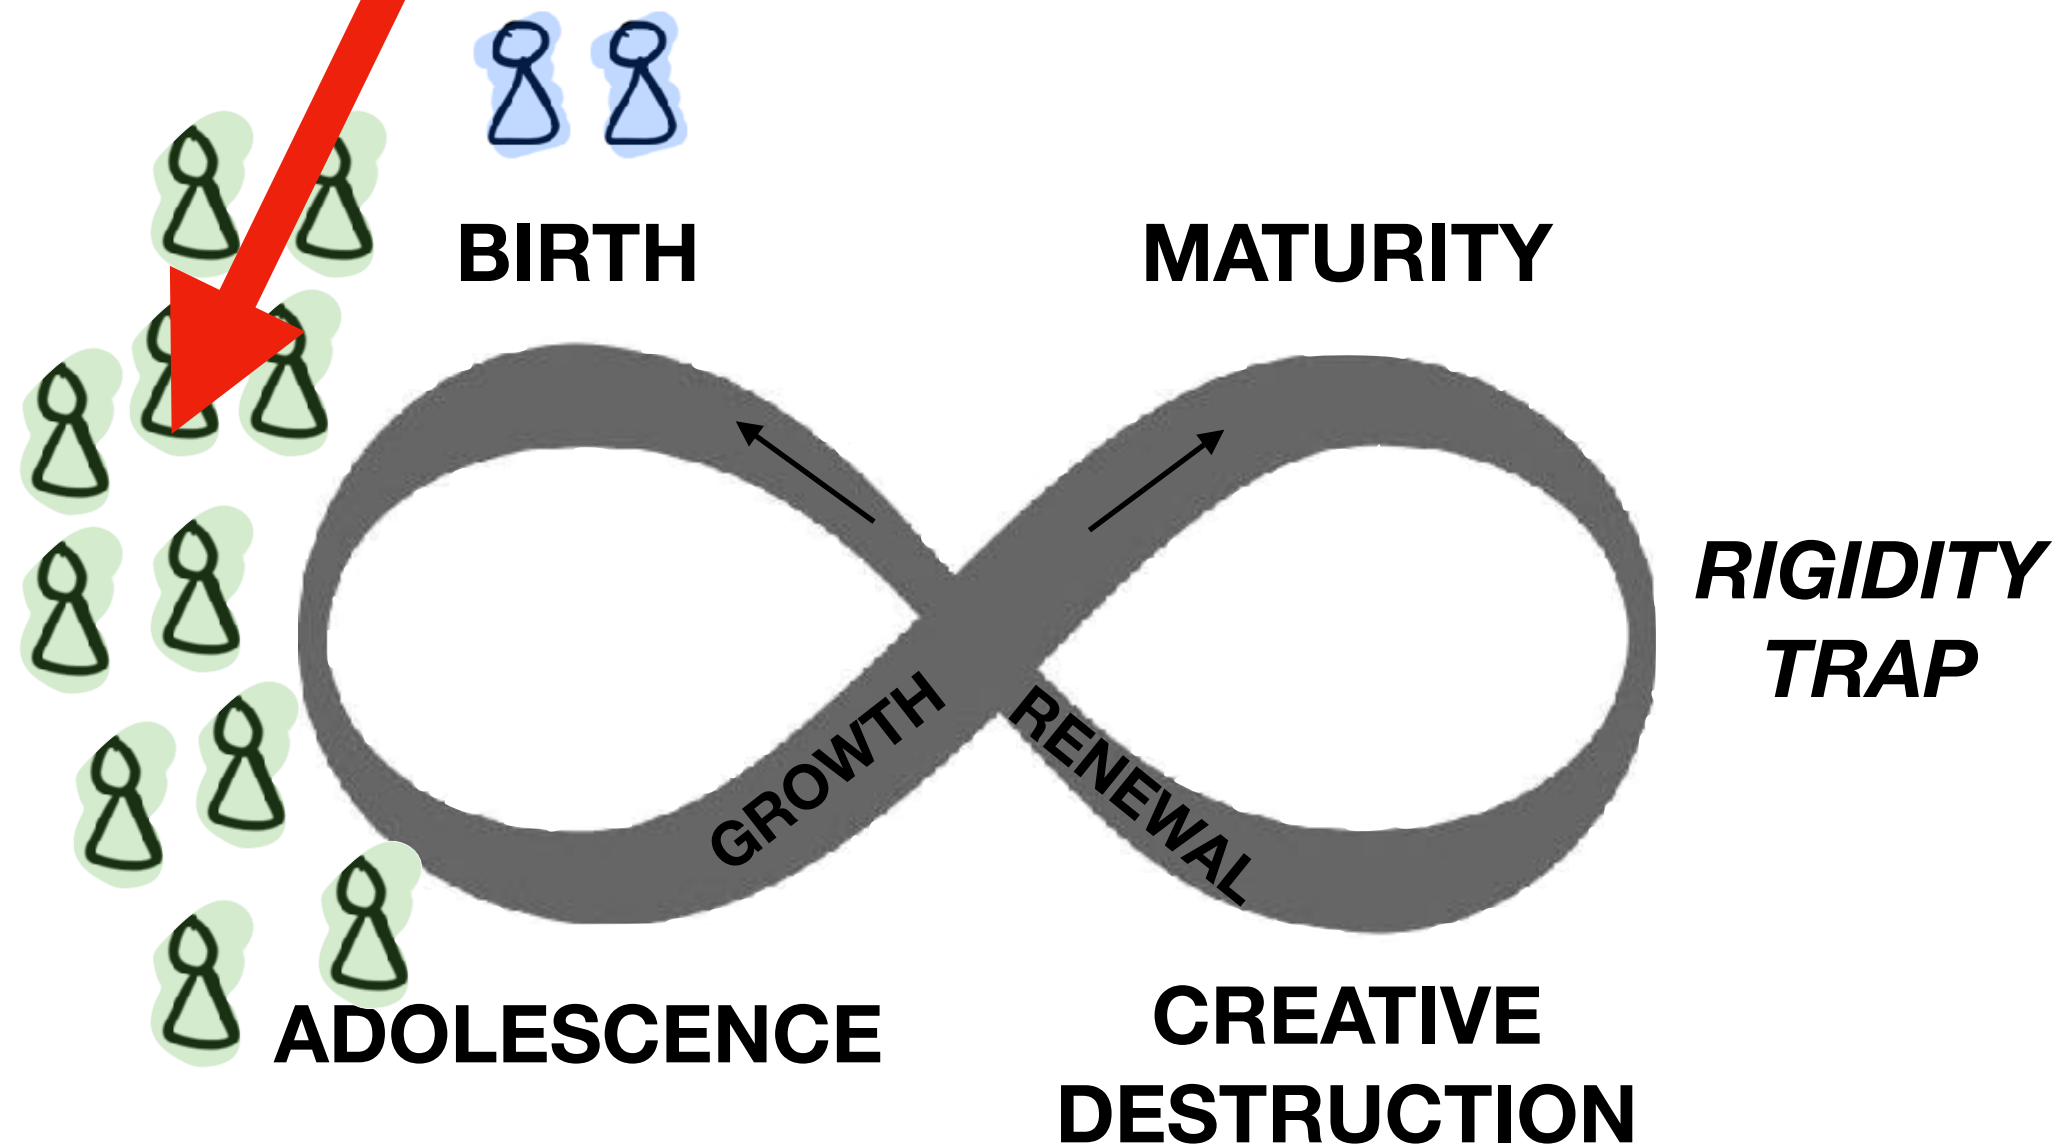 BIRTH
MATURITY
RIGIDITY
TRAP
GROWTH
RENEWAL
ADOLESCENCE
CREATIVE
DESTRUCTION